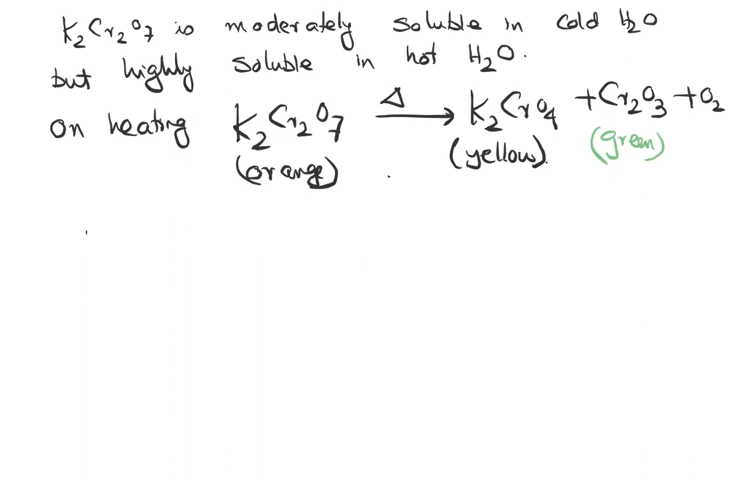 K₂Cr₂O₇ is moderately soluble in cold H₂O
but highly soluble in hot H₂O.
On heating K₂Cr₂O₇ —Δ→ K₂CrO₄ + Cr₂O₃ + O₂
(orange) (yellow) (green)